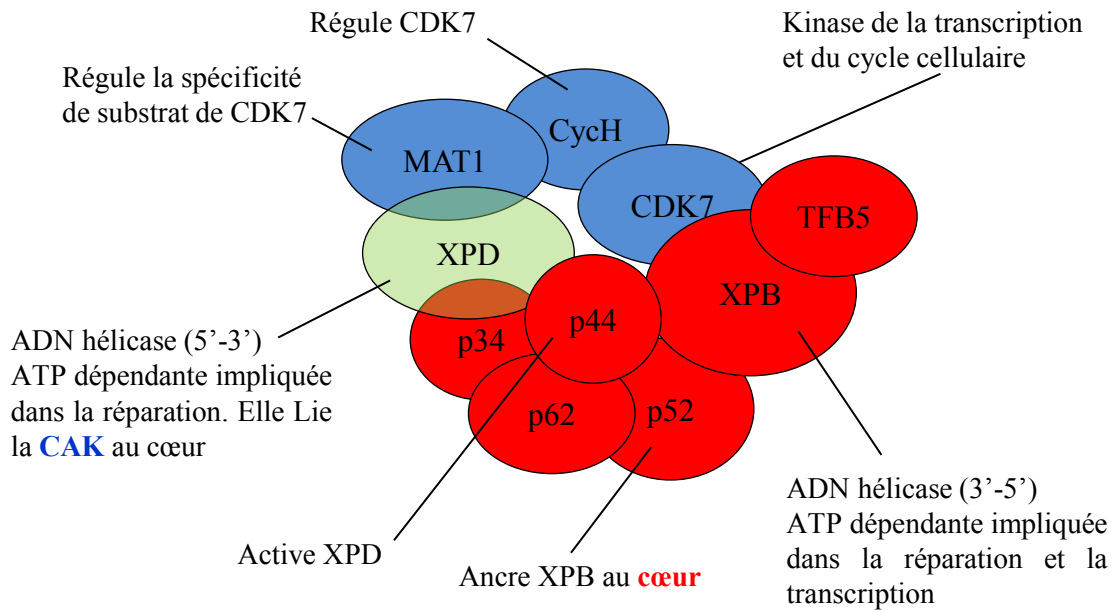 Régule CDK7
Kinase de la transcription
et du cycle cellulaire
Régule la spécificité
de substrat de CDK7
CycH
MAT1
CDK7
TFB5
XPD
XPB
p44
p34
p62
p52
ADN hélicase (5’-3’)
ATP dépendante impliquée
dans la réparation. Elle Lie
la CAK au cœur
ADN hélicase (3’-5’)
ATP dépendante impliquée
dans la réparation et la
transcription
Active XPD
Ancre XPB au cœur